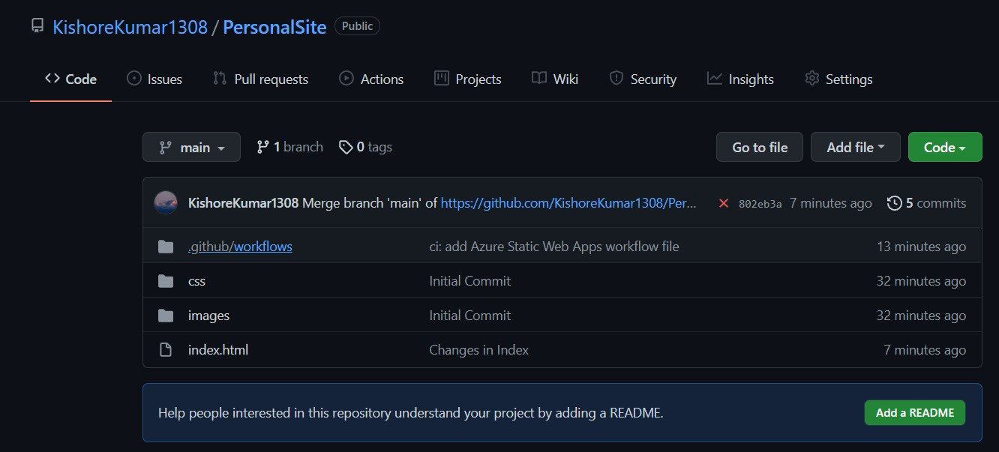 KishoreKumar1308 / PersonalSite Public
Code Issues Pull requests Actions Projects Wiki Security Insights Settings
main 1 branch 0 tags Go to file Add file Code
KishoreKumar1308 Merge branch 'main' of https://github.com/KishoreKumar1308/Per... 802eb3a 7 minutes ago 5 commits
.github/workflows ci: add Azure Static Web Apps workflow file 13 minutes ago
css Initial Commit 32 minutes ago
images Initial Commit 32 minutes ago
index.html Changes in Index 7 minutes ago
Help people interested in this repository understand your project by adding a README. Add a README